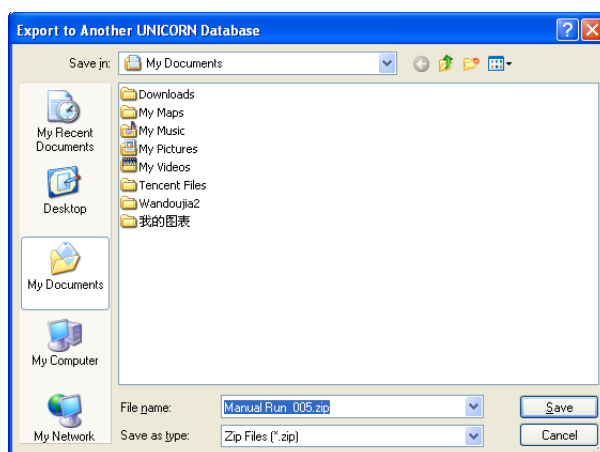 Export to Another UNICORN Database
Save in: My Documents
Downloads
My Maps
My Music
My Pictures
My Videos
Tencent Files
Wandoujia2
我的图表
My Recent
Documents
Desktop
My Documents
My Computer
My Network
File name: Manual Run 005.zip Save
Save as type: Zip Files (*.zip) Cancel